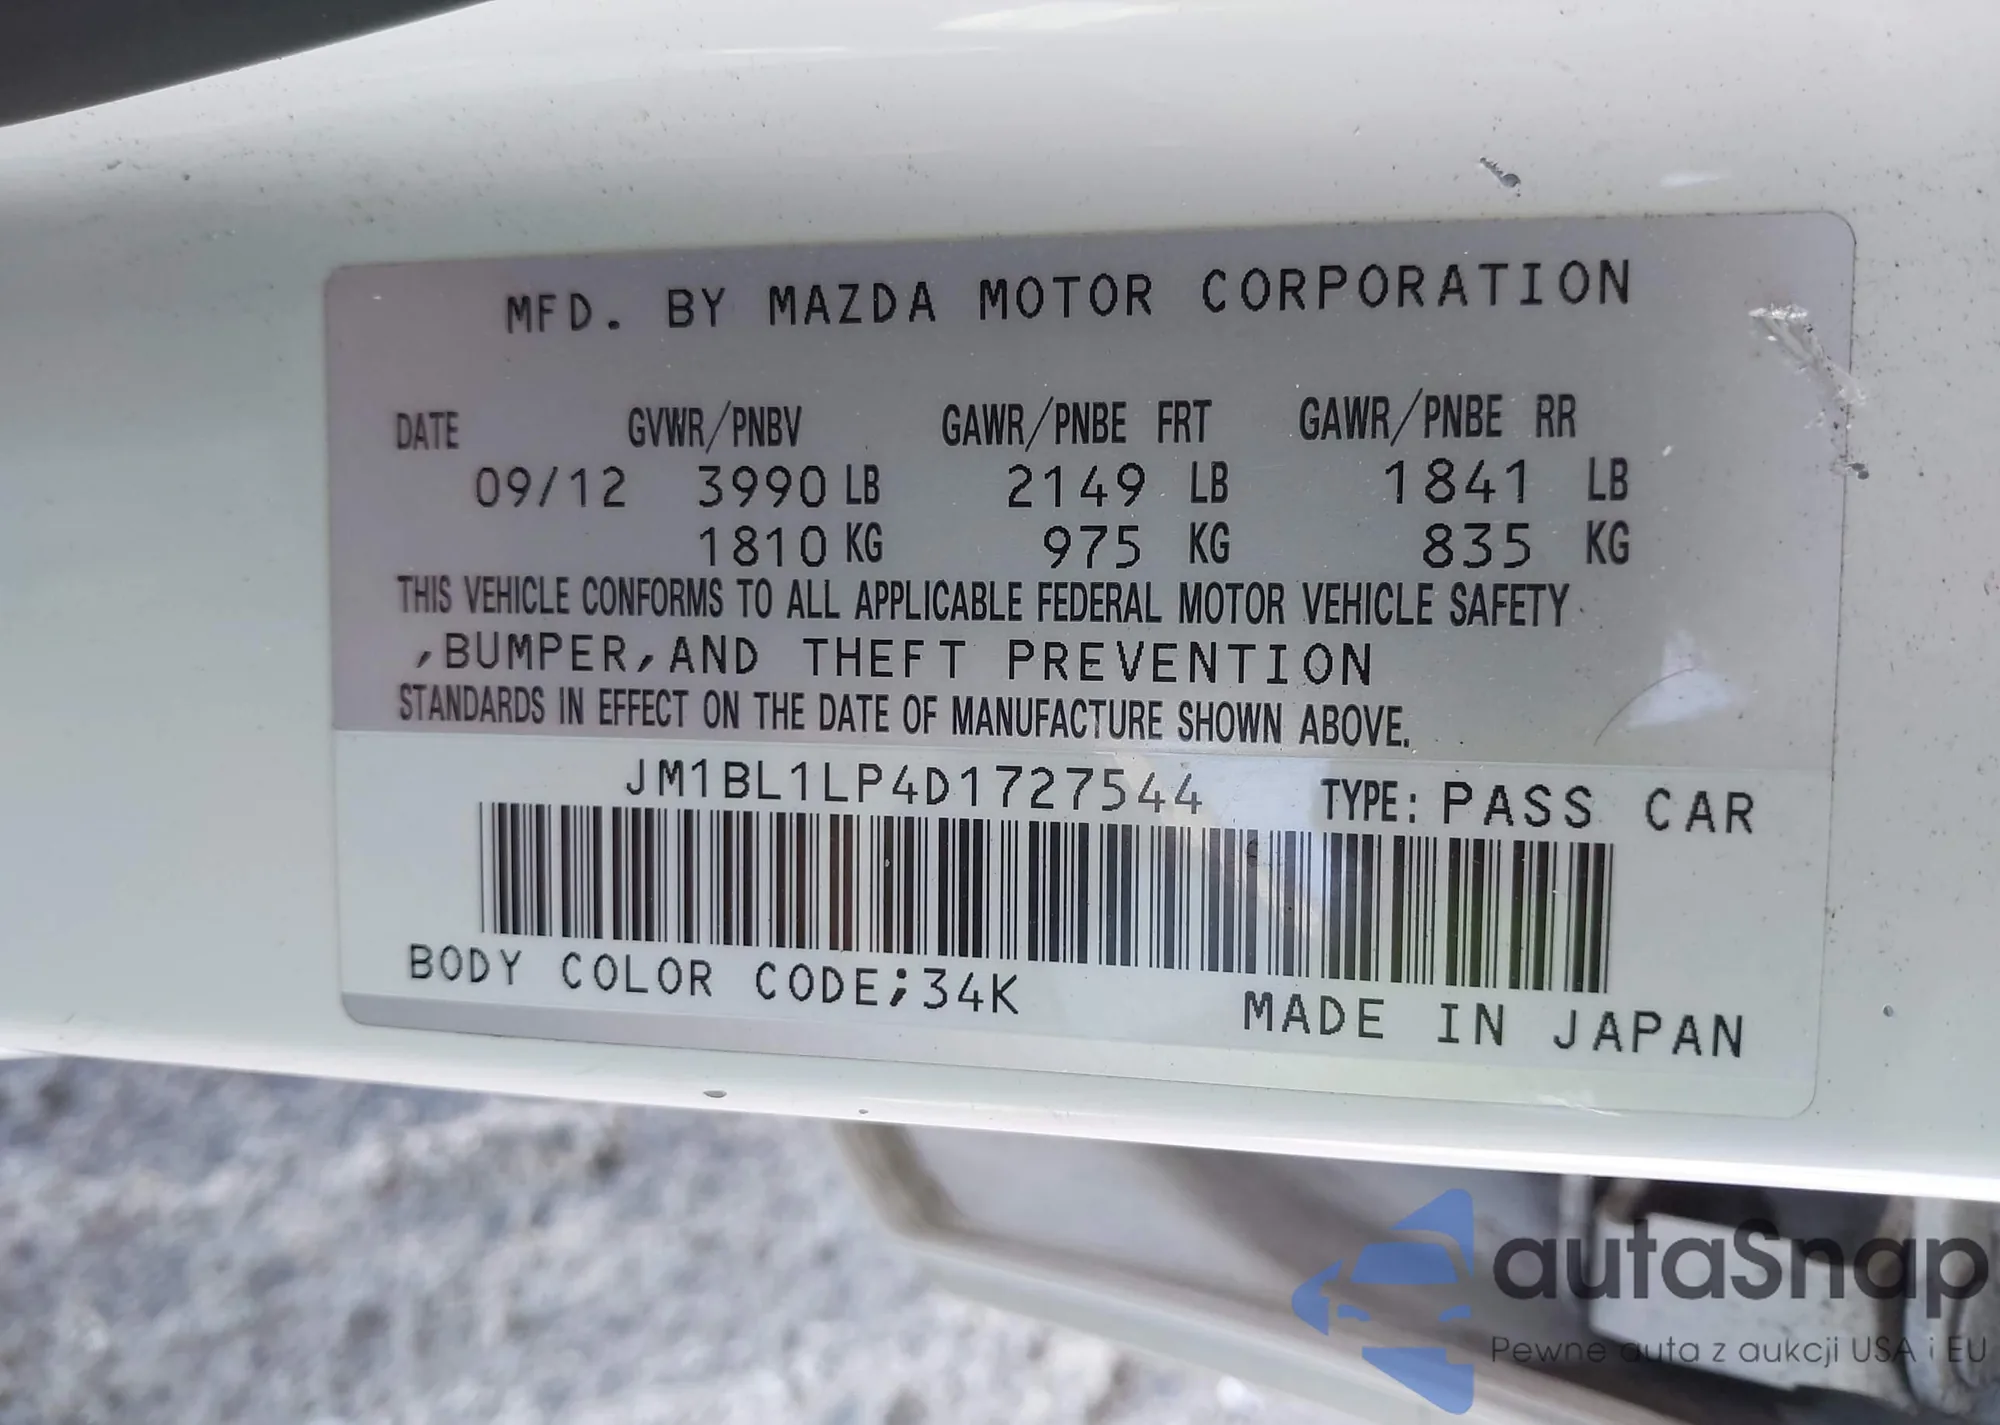 MFD. BY MAZDA MOTOR CORPORATION
DATE GVWR/PNBV GAWR/PNBE FRT GAWR/PNBE RR
09/12 3990 LB 2149 LB 1841 LB
1810 KG 975 KG 835 KG
THIS VEHICLE CONFORMS TO ALL APPLICABLE FEDERAL MOTOR VEHICLE SAFETY
,BUMPER,AND THEFT PREVENTION
STANDARDS IN EFFECT ON THE DATE OF MANUFACTURE SHOWN ABOVE.
JM1BL1LP4D1727544 TYPE: PASS CAR
BODY COLOR CODE;34K
MADE IN JAPAN
autaSnap
Pewne auta z aukcji USA i EU